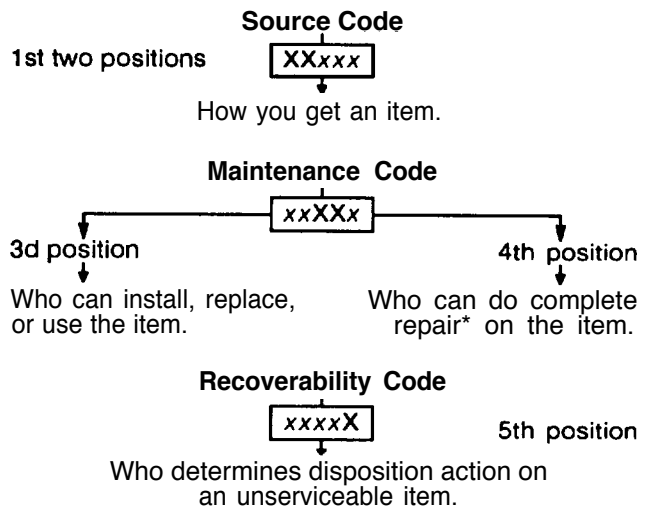 Source Code
1st two positions
XXxxx
How you get an item.
Maintenance Code
xxXXx
3d position
4th position
Who can install, replace,
or use the item.
Who can do complete
repair* on the item.
Recoverability Code
xxxxX
5th position
Who determines disposition action on
an unserviceable item.